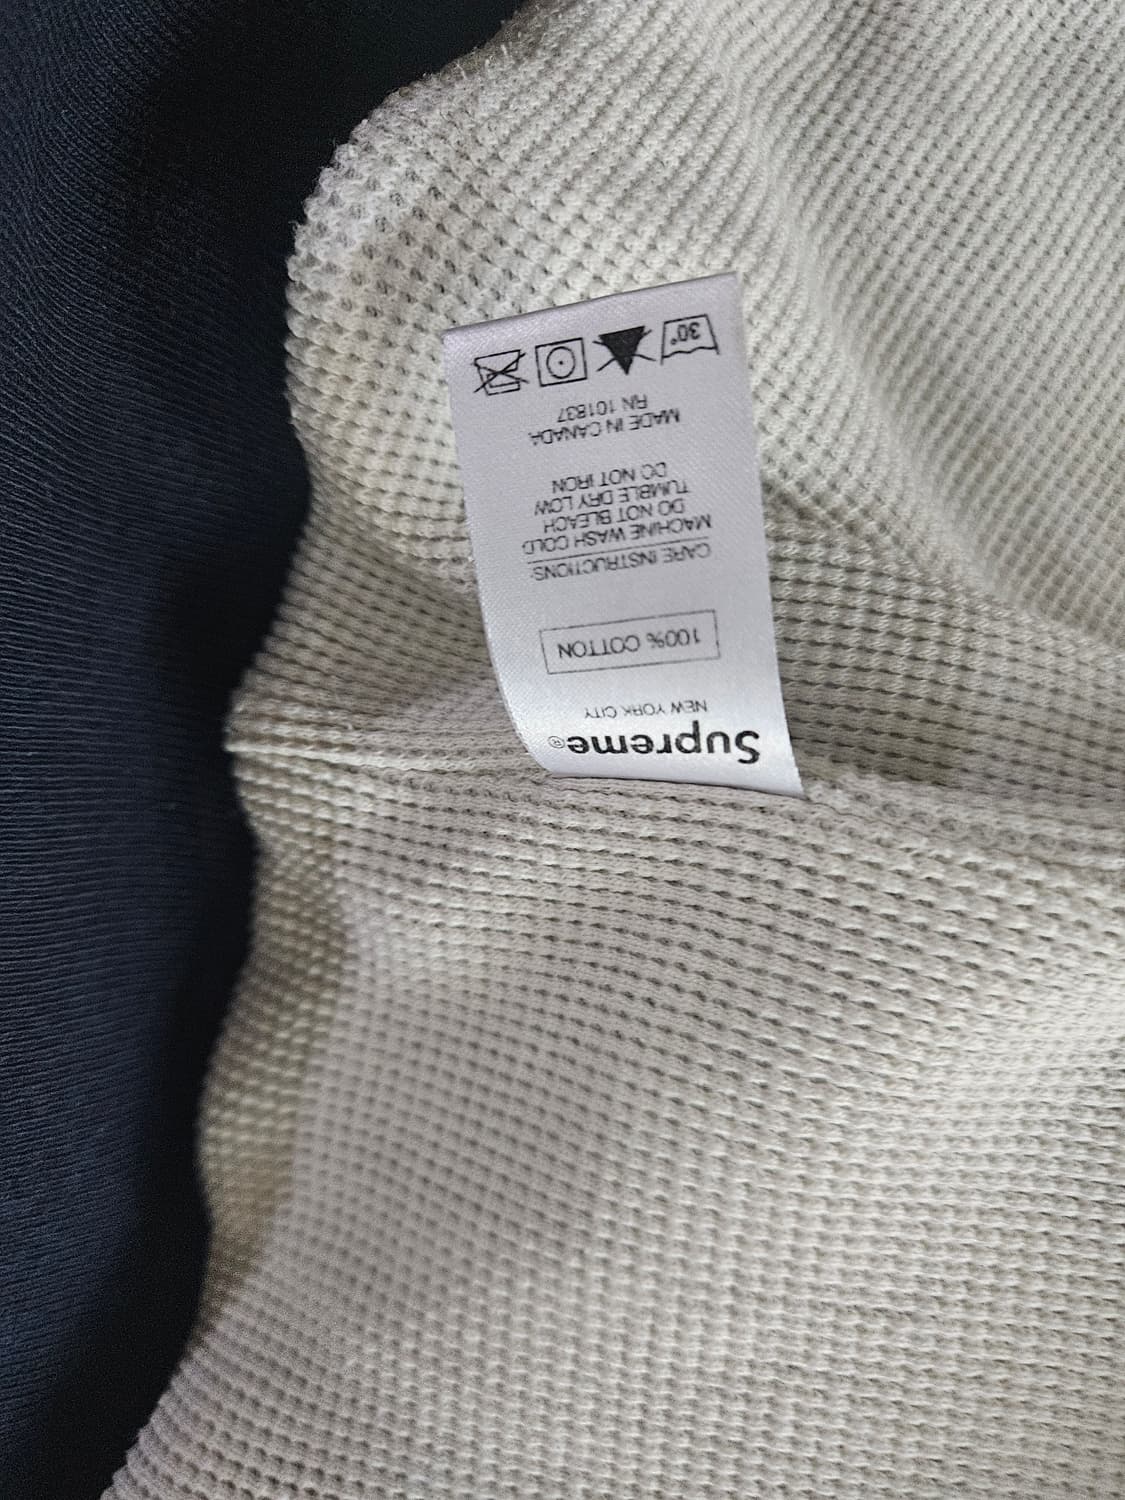 Supreme®
NEW YORK CITY
100% COTTON
CARE INSTRUCTIONS:
MACHINE WASH COLD
DO NOT BLEACH
TUMBLE DRY LOW
DO NOT IRON
MADE IN CANADA
RN 101837
30°